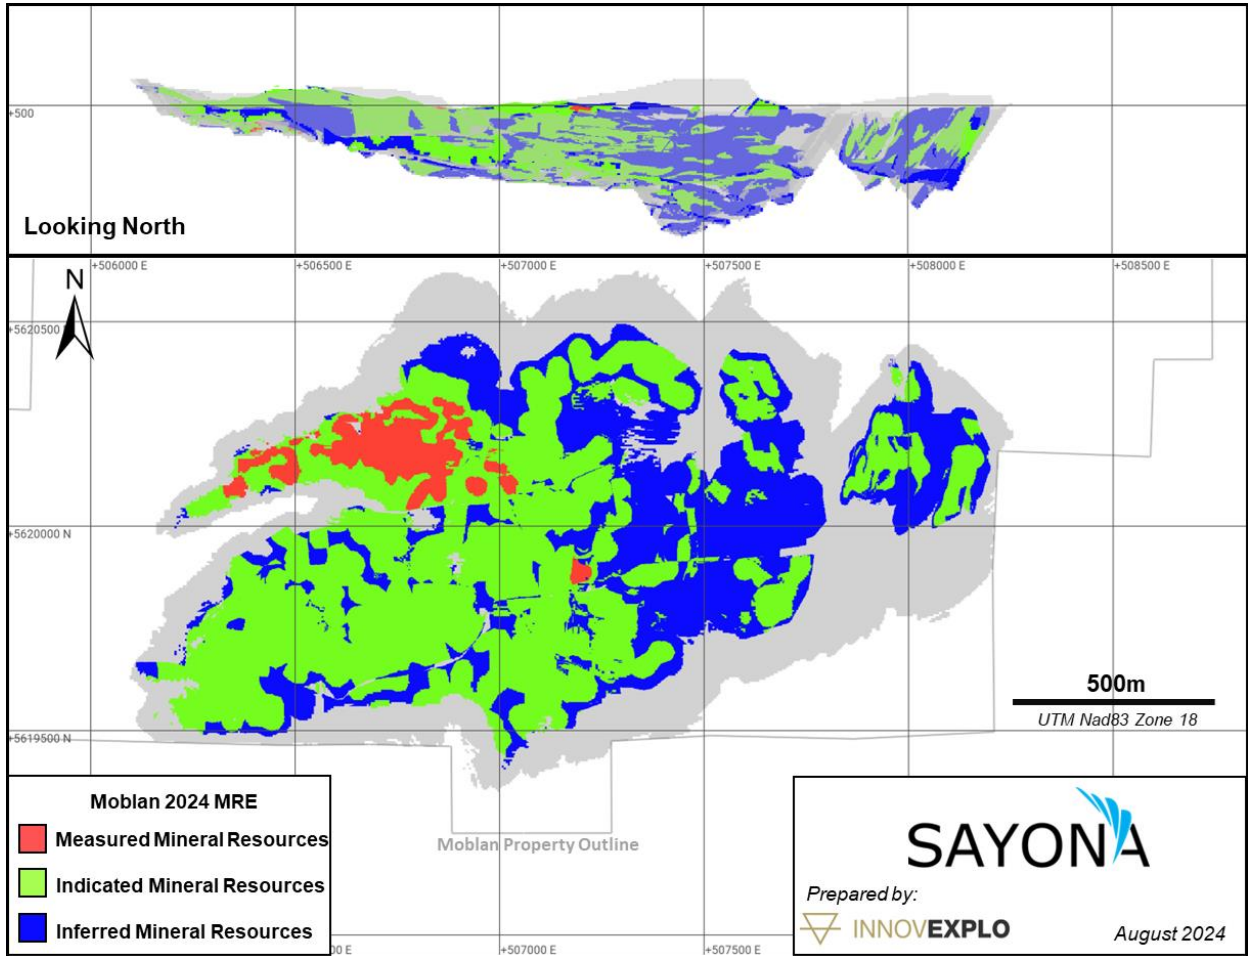 +500
Looking North
+506000 E
+506500 E
+507000 E
+507500 E
+508000 E
+508500 E
N
+5620500
+5620000 N
+5619500 N
500m
UTM Nad83 Zone 18
Moblan Property Outline
Moblan 2024 MRE
Measured Mineral Resources
Indicated Mineral Resources
Inferred Mineral Resources
00 E
+507000 E
+507500 E
SAYONA
Prepared by:
INNOVEXPLO
August 2024